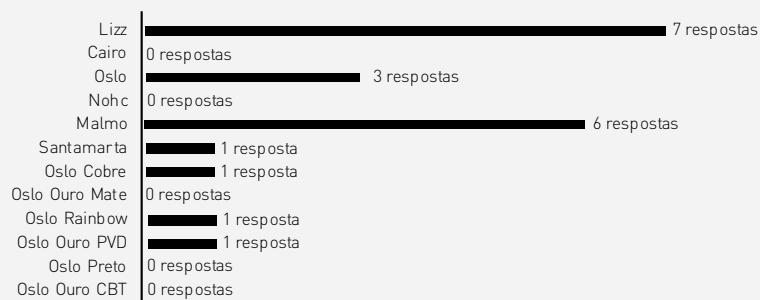 Lizz 7 respostas
Cairo 0 respostas
Oslo 3 respostas
Nohc 0 respostas
Malmo 6 respostas
Santamarta 1 resposta
Oslo Cobre 1 resposta
Oslo Ouro Mate 0 respostas
Oslo Rainbow 1 resposta
Oslo Ouro PVD 1 resposta
Oslo Preto 0 respostas
Oslo Ouro CBT 0 respostas